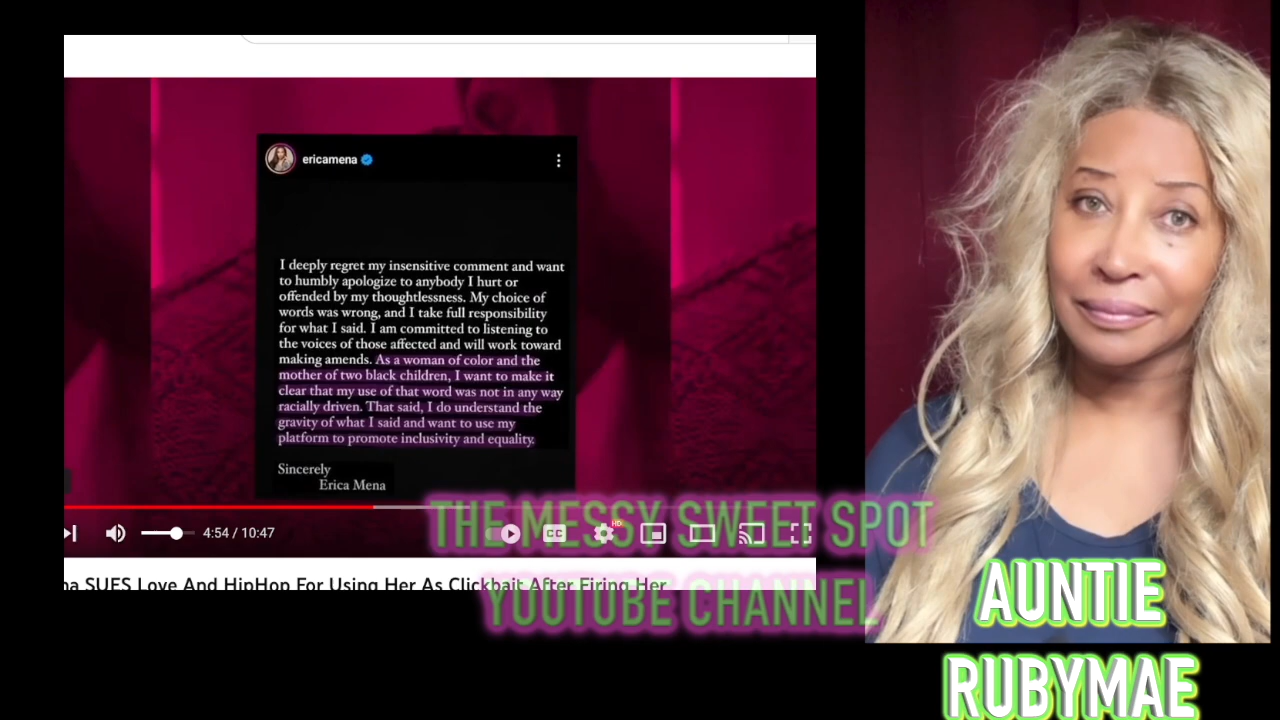 ericamena
I deeply regret my insensitive comment and want
to humbly apologize to anybody I hurt or
offended by my thoughtlessness. My choice of
words was wrong, and I take full responsibility
for what I said. I am committed to listening to
the voices of those affected and will work toward
making amends. As a woman of color and the
mother of two black children, I want to make it
clear that my use of that word was not in any way
racially driven. That said, I do understand the
gravity of what I said and want to use my
platform to promote inclusivity and equality.
Sincerely
Erica Mena
4:54 / 10:47
CC
HD
THE MESSY SWEET SPOT
na SUES Love And HipHop For Using Her As Clickbait After Firing Her
YOUTUBE CHANNEL
AUNTIE
RUBYMAE